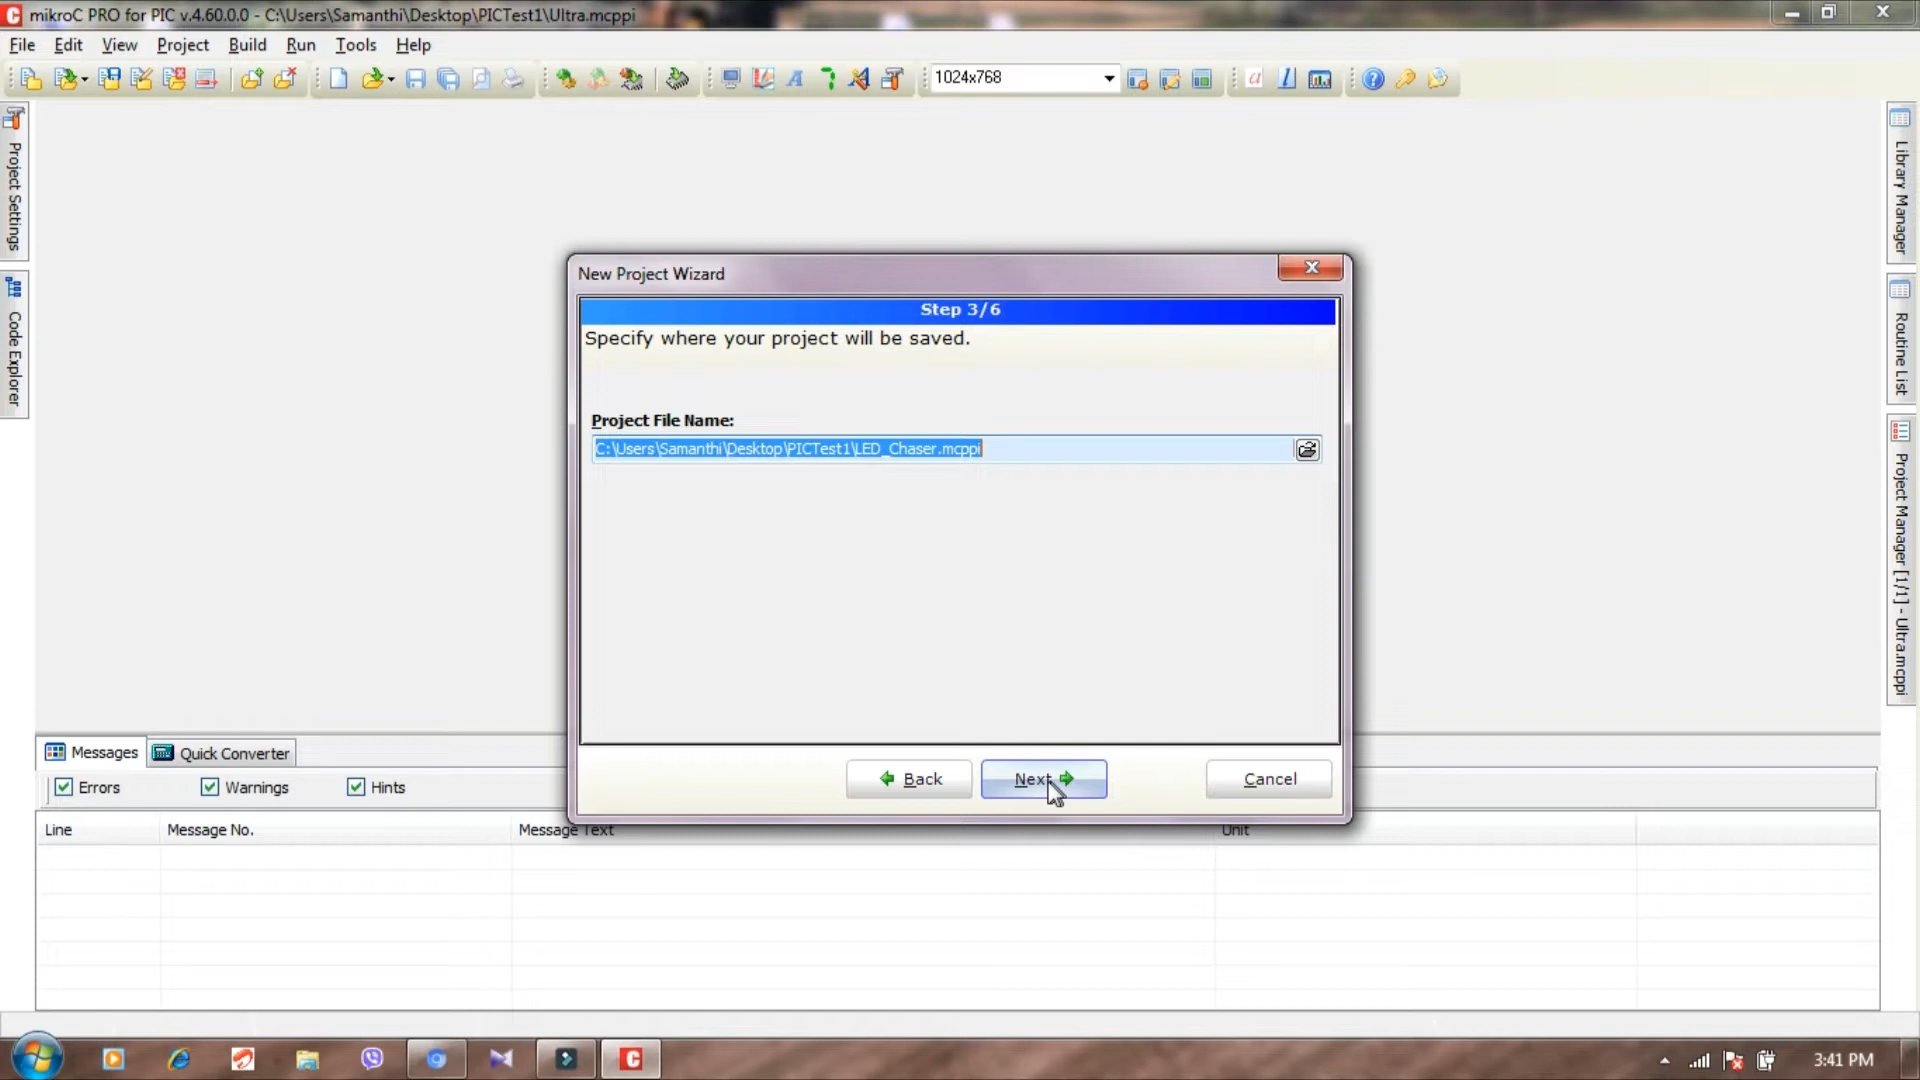 mikroC PRO for PIC v.4.60.0.0 - C:\Users\Samanthi\Desktop\PICTest1\Ultra.mcppi
File Edit View Project Build Run Tools Help
1024x768
Project Settings
Code Explorer
Library Manager
Routine List
Project Manager [1/1] - Ultra.mcppi
New Project Wizard
Step 3/6
Specify where your project will be saved.
Project File Name:
C:\Users\Samanthi\Desktop\PICTest1\LED_Chaser.mcppi
Back Next Cancel
Messages Quick Converter
Errors Warnings Hints
Line Message No. Message Text Unit
3:41 PM